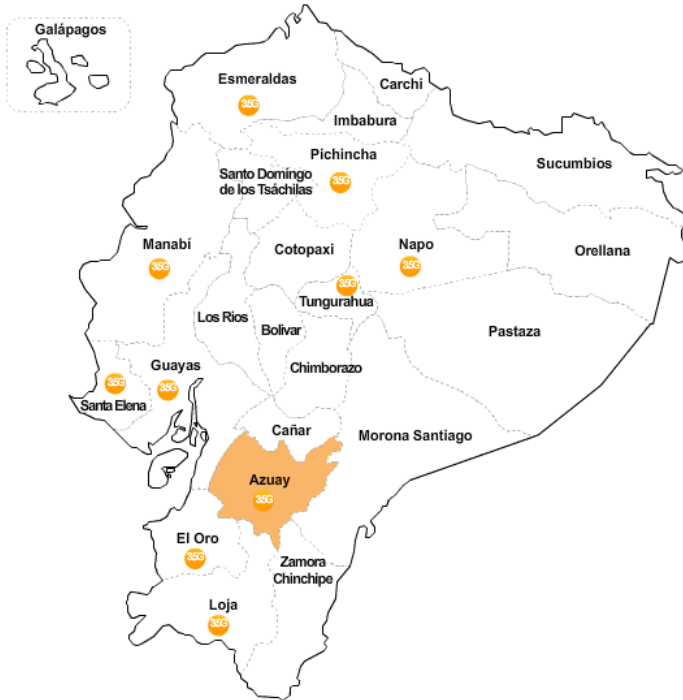 Galápagos
Esmeraldas
3.5G
Carchi
Imbabura
Pichincha
3.5G
Sucumbios
Santo Domingo
de los Tsáchilas
Manabí
3.5G
Cotopaxi
Napo
3.5G
Orellana
3.5G
Tungurahua
Los Rios
Bolivar
Pastaza
Guayas
3.5G
Chimborazo
3.5G
Santa Elena
Cañar
Morona Santiago
Azuay
3.5G
El Oro
3.5G
Zamora
Chinchipe
Loja
3.5G